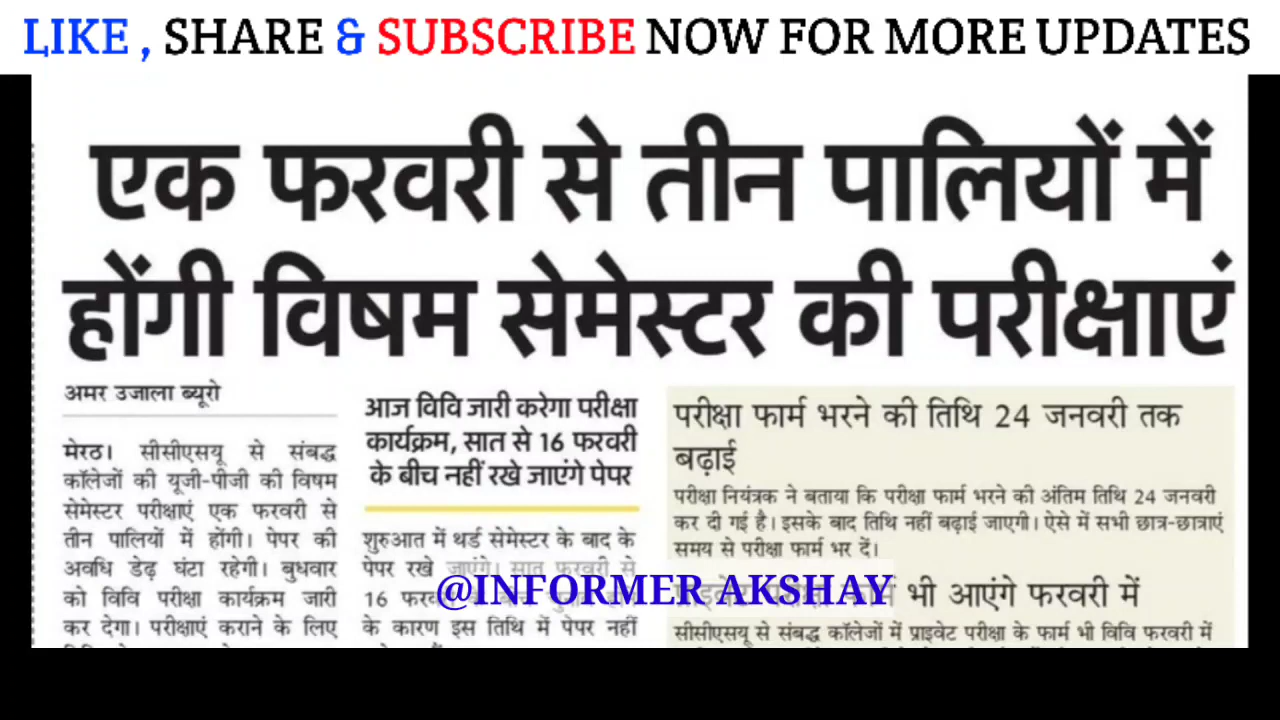 LIKE , SHARE & SUBSCRIBE NOW FOR MORE UPDATES
एक फरवरी से तीन पालियों में
होंगी विषम सेमेस्टर की परीक्षाएं
अमर उजाला ब्यूरो
मेरठ। सीसीएसयू से संबद्ध
कॉलेजों की यूजी-पीजी की विषम
सेमेस्टर परीक्षाएं एक फरवरी से
तीन पालियों में होंगी। पेपर की
अवधि डेढ़ घंटा रहेगी। बुधवार
को विवि परीक्षा कार्यक्रम जारी
कर देगा। परीक्षाएं कराने के लिए
आज विवि जारी करेगा परीक्षा
कार्यक्रम, सात से 16 फरवरी
के बीच नहीं रखे जाएंगे पेपर
शुरुआत में थर्ड सेमेस्टर के बाद के
पेपर रखे जाएंगे। सात फरवरी से
16
के कारण इस तिथि में पेपर नहीं
परीक्षा फार्म भरने की तिथि 24 जनवरी तक
बढ़ाई
परीक्षा नियंत्रक ने बताया कि परीक्षा फार्म भरने की अंतिम तिथि 24 जनवरी
कर दी गई है। इसके बाद तिथि नहीं बढ़ाई जाएगी। ऐसे में सभी छात्र-छात्राएं
समय से परीक्षा फार्म भर दें।
भी आएंगे फरवरी में
सीसीएसयू से संबद्ध कॉलेजों में प्राइवेट परीक्षा के फार्म भी विवि फरवरी में
@INFORMER AKSHAY